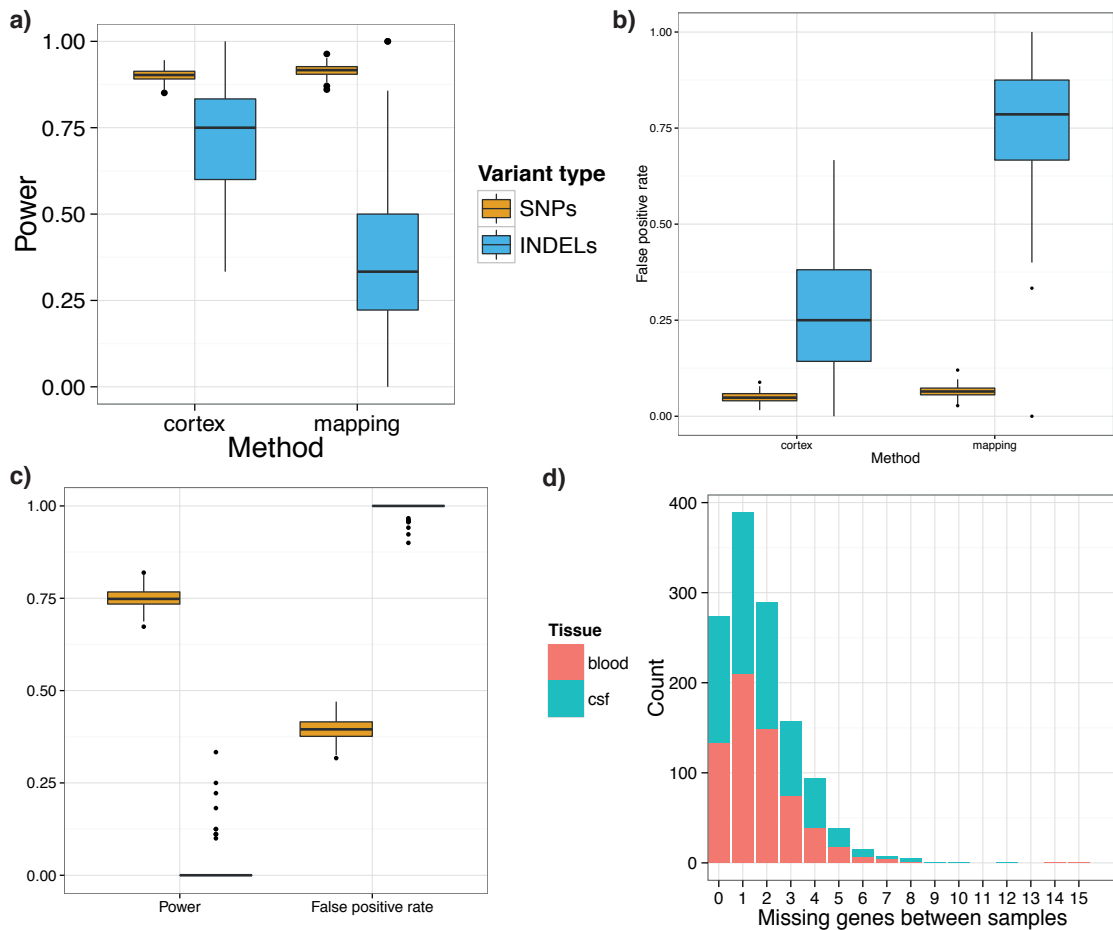 a)
1.00
0.75
0.50
0.25
0.00
Power
cortex
mapping
Method
Variant type
SNPs
INDELs
b)
1.00
0.75
0.50
0.25
0.00
False positive rate
cortex
mapping
Method
c)
1.00
0.75
0.50
0.25
0.00
Power
False positive rate
d)
Tissue
blood
csf
400
300
200
100
0
Count
0 1 2 3 4 5 6 7 8 9 10 11 12 13 14 15
Missing genes between samples